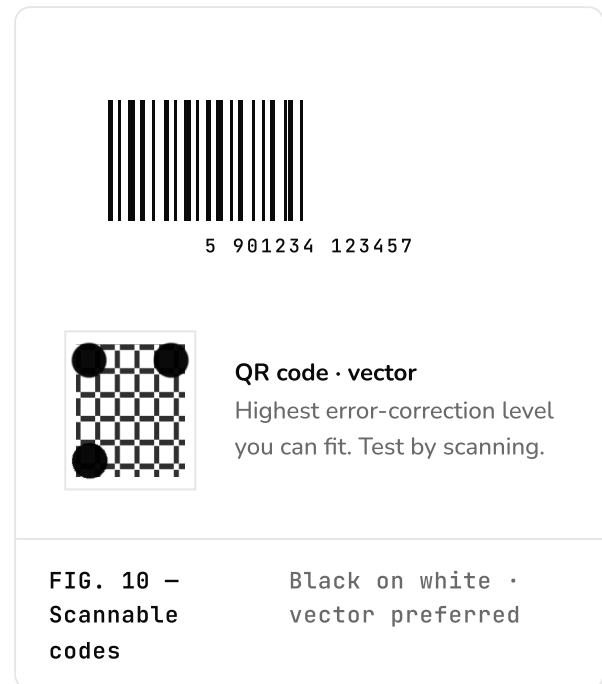 5 901234 123457
QR code · vector
Highest error-correction level
you can fit. Test by scanning.
FIG. 10 —
Scannable
codes
Black on white ·
vector preferred